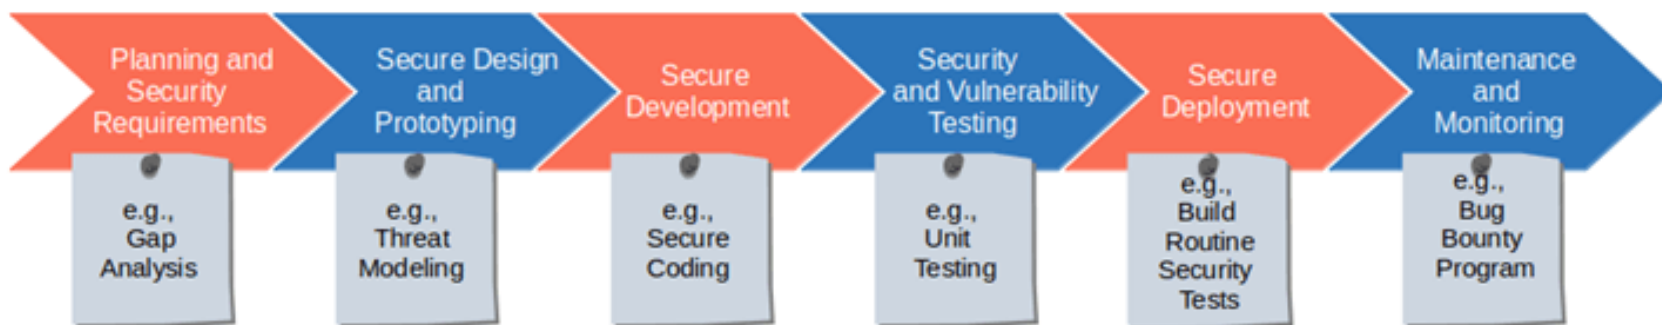 Planning and
Security
Requirements
Secure Design
and
Prototyping
Secure
Development
Security
and Vulnerability
Testing
Secure
Deployment
Maintenance
and
Monitoring
e.g.,
Gap
Analysis
e.g.,
Threat
Modeling
e.g.,
Secure
Coding
e.g.,
Unit
Testing
e.g.,
Build
Routine
Security
Tests
e.g.,
Bug
Bounty
Program